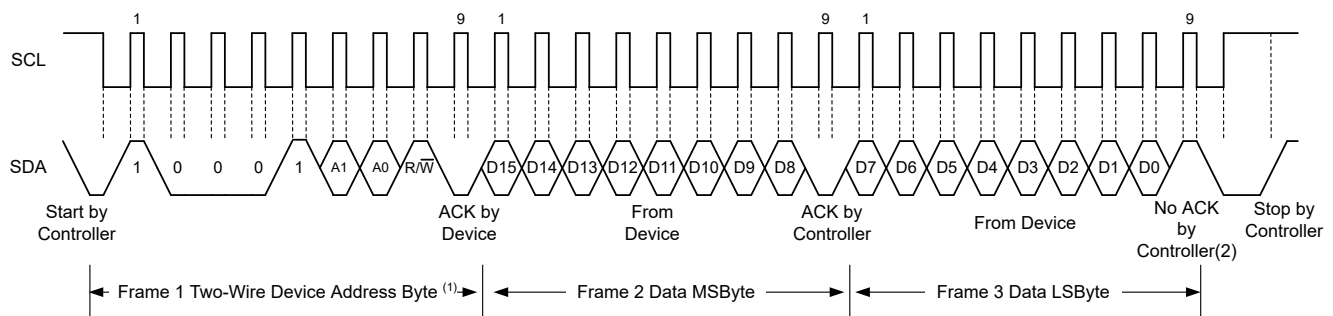 1 9 1 9 1 9
SCL
SDA 1 0 0 0 1 A1 A0 R/W̅ D15 D14 D13 D12 D11 D10 D9 D8 D7 D6 D5 D4 D3 D2 D1 D0
Start by
Controller
ACK by
Device
From
Device
ACK by
Controller
From Device
No ACK
by
Controller(2)
Stop by
Controller
Frame 1 Two-Wire Device Address Byte (1)
Frame 2 Data MSByte
Frame 3 Data LSByte